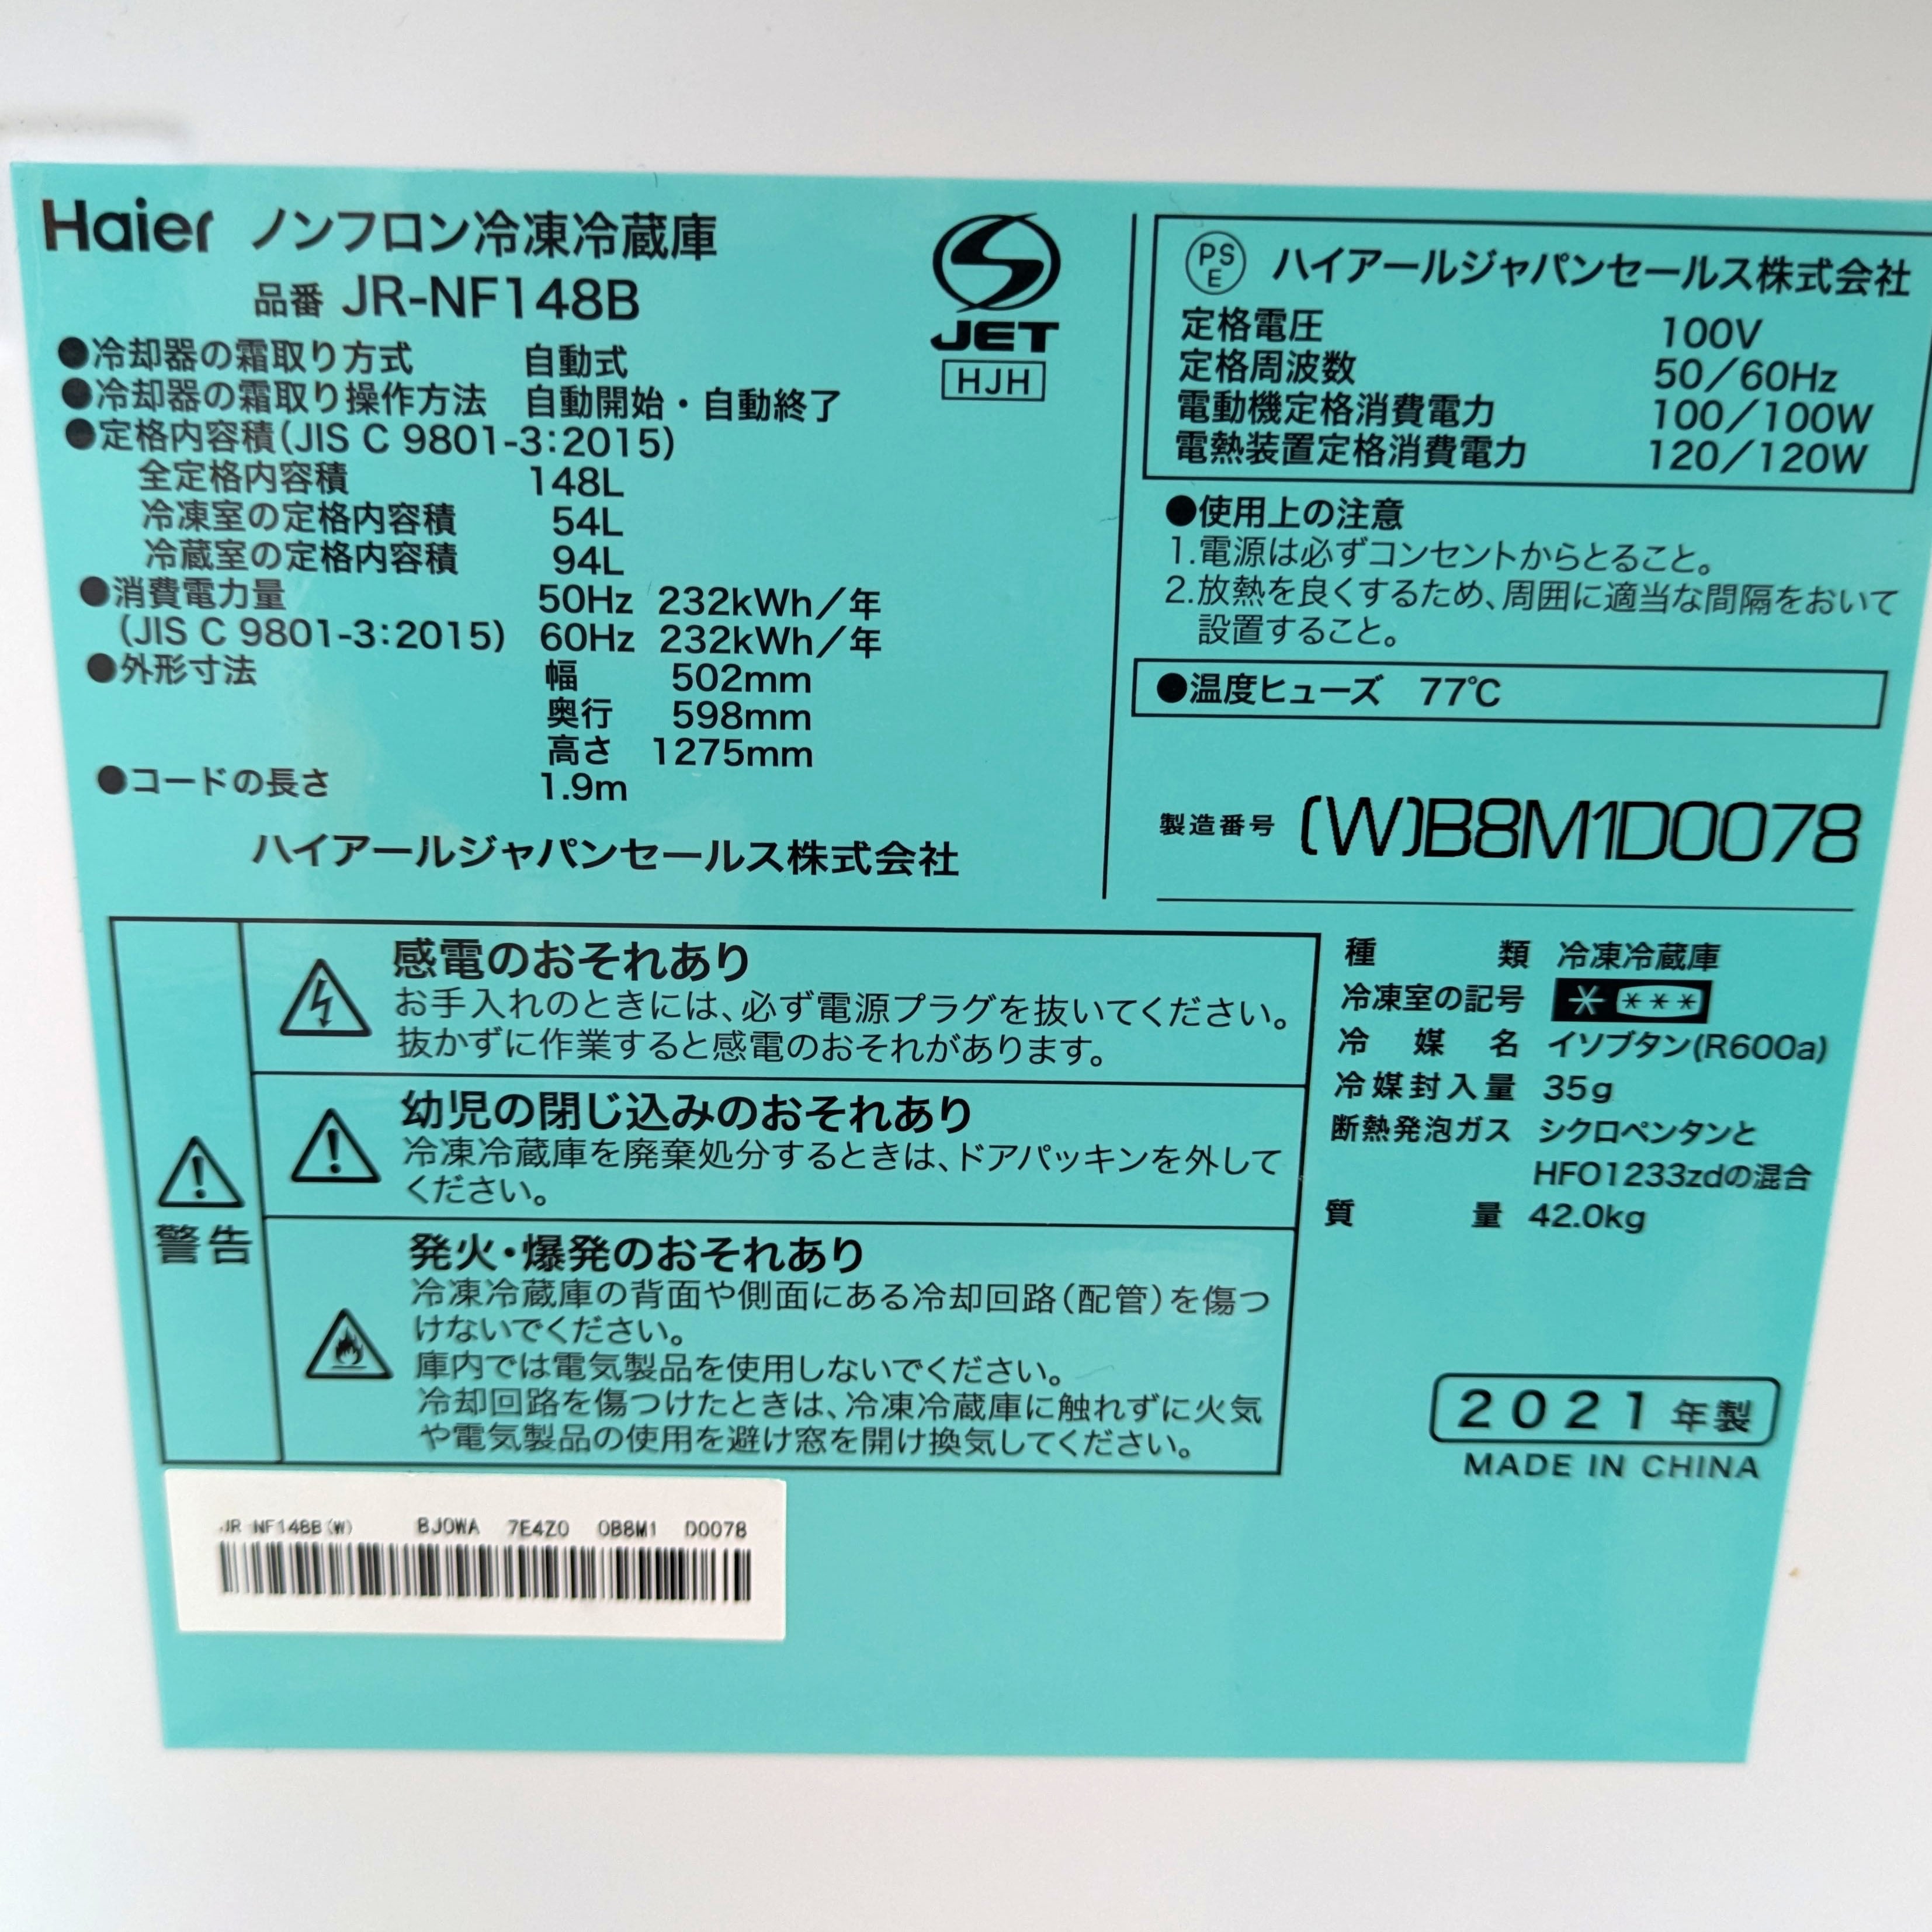 Haier ノンフロン冷凍冷蔵庫
品番 JR-NF148B
●冷却器の霜取り方式 自動式
●冷却器の霜取り操作方法 自動開始・自動終了
●定格内容積(JIS C 9801-3:2015)
全定格内容積 148L
冷凍室の定格内容積 54L
冷蔵室の定格内容積 94L
●消費電力量 50Hz 232kWh/年
(JIS C 9801-3:2015) 60Hz 232kWh/年
●外形寸法 幅 502mm
奥行 598mm
高さ 1275mm
●コードの長さ 1.9m
ハイアールジャパンセールス株式会社
JET
HJH
PS
E
ハイアールジャパンセールス株式会社
定格電圧 100V
定格周波数 50/60Hz
電動機定格消費電力 100/100W
電熱装置定格消費電力 120/120W
●使用上の注意
1.電源は必ずコンセントからとること。
2.放熱を良くするため、周囲に適当な間隔をおいて
設置すること。
●温度ヒューズ 77℃
製造番号 (W)B8M1D0078
警告
感電のおそれあり
お手入れのときには、必ず電源プラグを抜いてください。
抜かずに作業すると感電のおそれがあります。
幼児の閉じ込みのおそれあり
冷凍冷蔵庫を廃棄処分するときは、ドアパッキンを外して
ください。
発火・爆発のおそれあり
冷凍冷蔵庫の背面や側面にある冷却回路(配管)を傷つ
けないでください。
庫内では電気製品を使用しないでください。
冷却回路を傷つけたときは、冷凍冷蔵庫に触れずに火気
や電気製品の使用を避け窓を開け換気してください。
種類 冷凍冷蔵庫
冷凍室の記号 * ***
冷媒名 イソブタン(R600a)
冷媒封入量 35g
断熱発泡ガス シクロペンタンと
HFO1233zdの混合
質量 42.0kg
2021年製
MADE IN CHINA
JR-NF148B(W) BJ0WA 7E4Z0 0B8M1 D0078